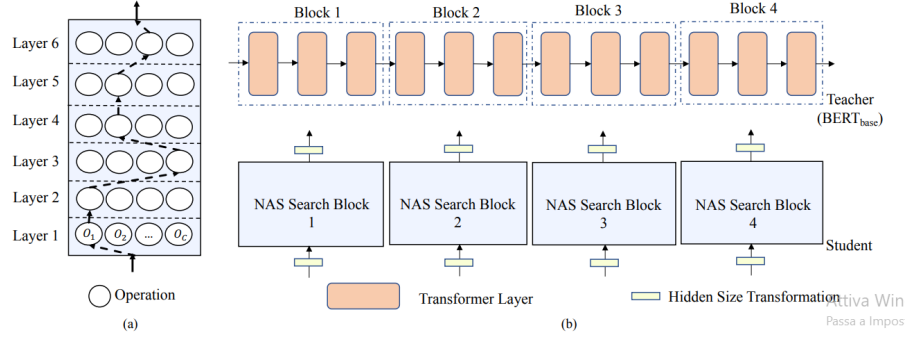 Layer 6
Layer 5
Layer 4
Layer 3
Layer 2
Layer 1
O1 O2 ... OC
Operation
(a)
Block 1 Block 2 Block 3 Block 4
Teacher
(BERTbase)
NAS Search Block
1
NAS Search Block
2
NAS Search Block
3
NAS Search Block
4
Student
Transformer Layer
Hidden Size Transformation
(b)
Attiva Win
Passa a Impos